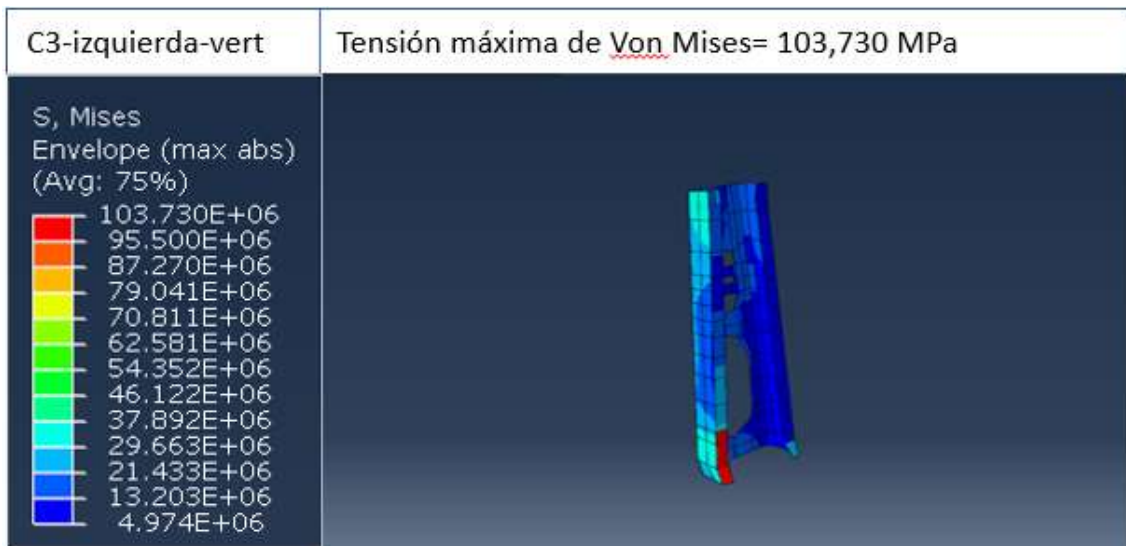 C3-izquierda-vert
Tensión máxima de Von Mises= 103,730 MPa
S, Mises
Envelope (max abs)
(Avg: 75%)
103.730E+06
95.500E+06
87.270E+06
79.041E+06
70.811E+06
62.581E+06
54.352E+06
46.122E+06
37.892E+06
29.663E+06
21.433E+06
13.203E+06
4.974E+06